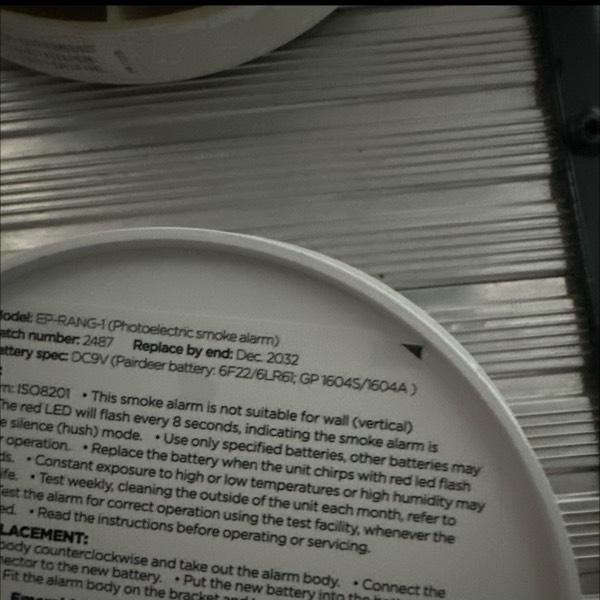 odel: EP-RANG-1 (Photoelectric smoke alarm)
atch number: 2487 Replace by end: Dec. 2032
attery spec: DC9V (Pairdeer battery: 6F22/6LR61; GP 1604S/1604A )
m: ISO8201 • This smoke alarm is not suitable for wall (vertical)
he red LED will flash every 8 seconds, indicating the smoke alarm is
e silence (hush) mode. • Use only specified batteries, other batteries may
r operation. • Replace the battery when the unit chirps with red led flash
ds. • Constant exposure to high or low temperatures or high humidity may
ife. • Test weekly, cleaning the outside of the unit each month, refer to
est the alarm for correct operation using the test facility, whenever the
ed. • Read the instructions before operating or servicing.
LACEMENT:
body counterclockwise and take out the alarm body. • Connect the
nector to the new battery. • Put the new battery into the
Fit the alarm body on the bracket and